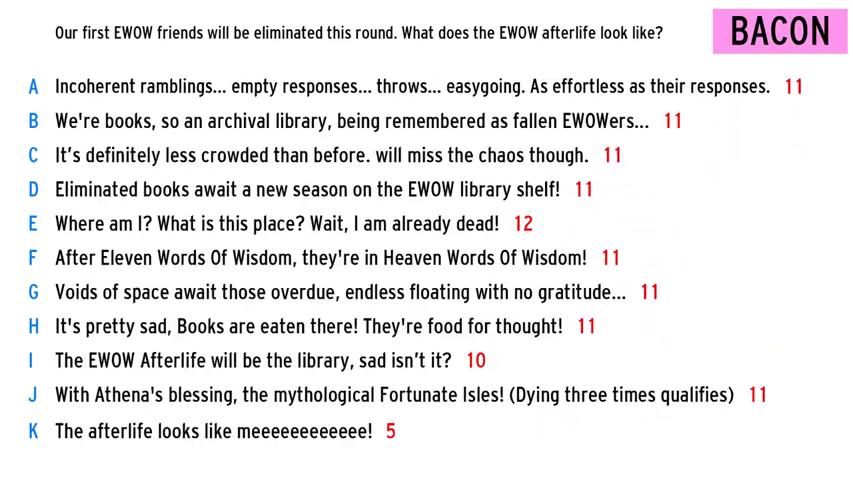 Our first EWOW friends will be eliminated this round. What does the EWOW afterlife look like?
BACON
A Incoherent ramblings... empty responses... throws... easygoing. As effortless as their responses. 11
B We're books, so an archival library, being remembered as fallen EWOWers... 11
C It’s definitely less crowded than before. will miss the chaos though. 11
D Eliminated books await a new season on the EWOW library shelf! 11
E Where am I? What is this place? Wait, I am already dead! 12
F After Eleven Words Of Wisdom, they're in Heaven Words Of Wisdom! 11
G Voids of space await those overdue, endless floating with no gratitude... 11
H It's pretty sad, Books are eaten there! They're food for thought! 11
I The EWOW Afterlife will be the library, sad isn’t it? 10
J With Athena's blessing, the mythological Fortunate Isles! (Dying three times qualifies) 11
K The afterlife looks like meeeeeeeeeeee! 5